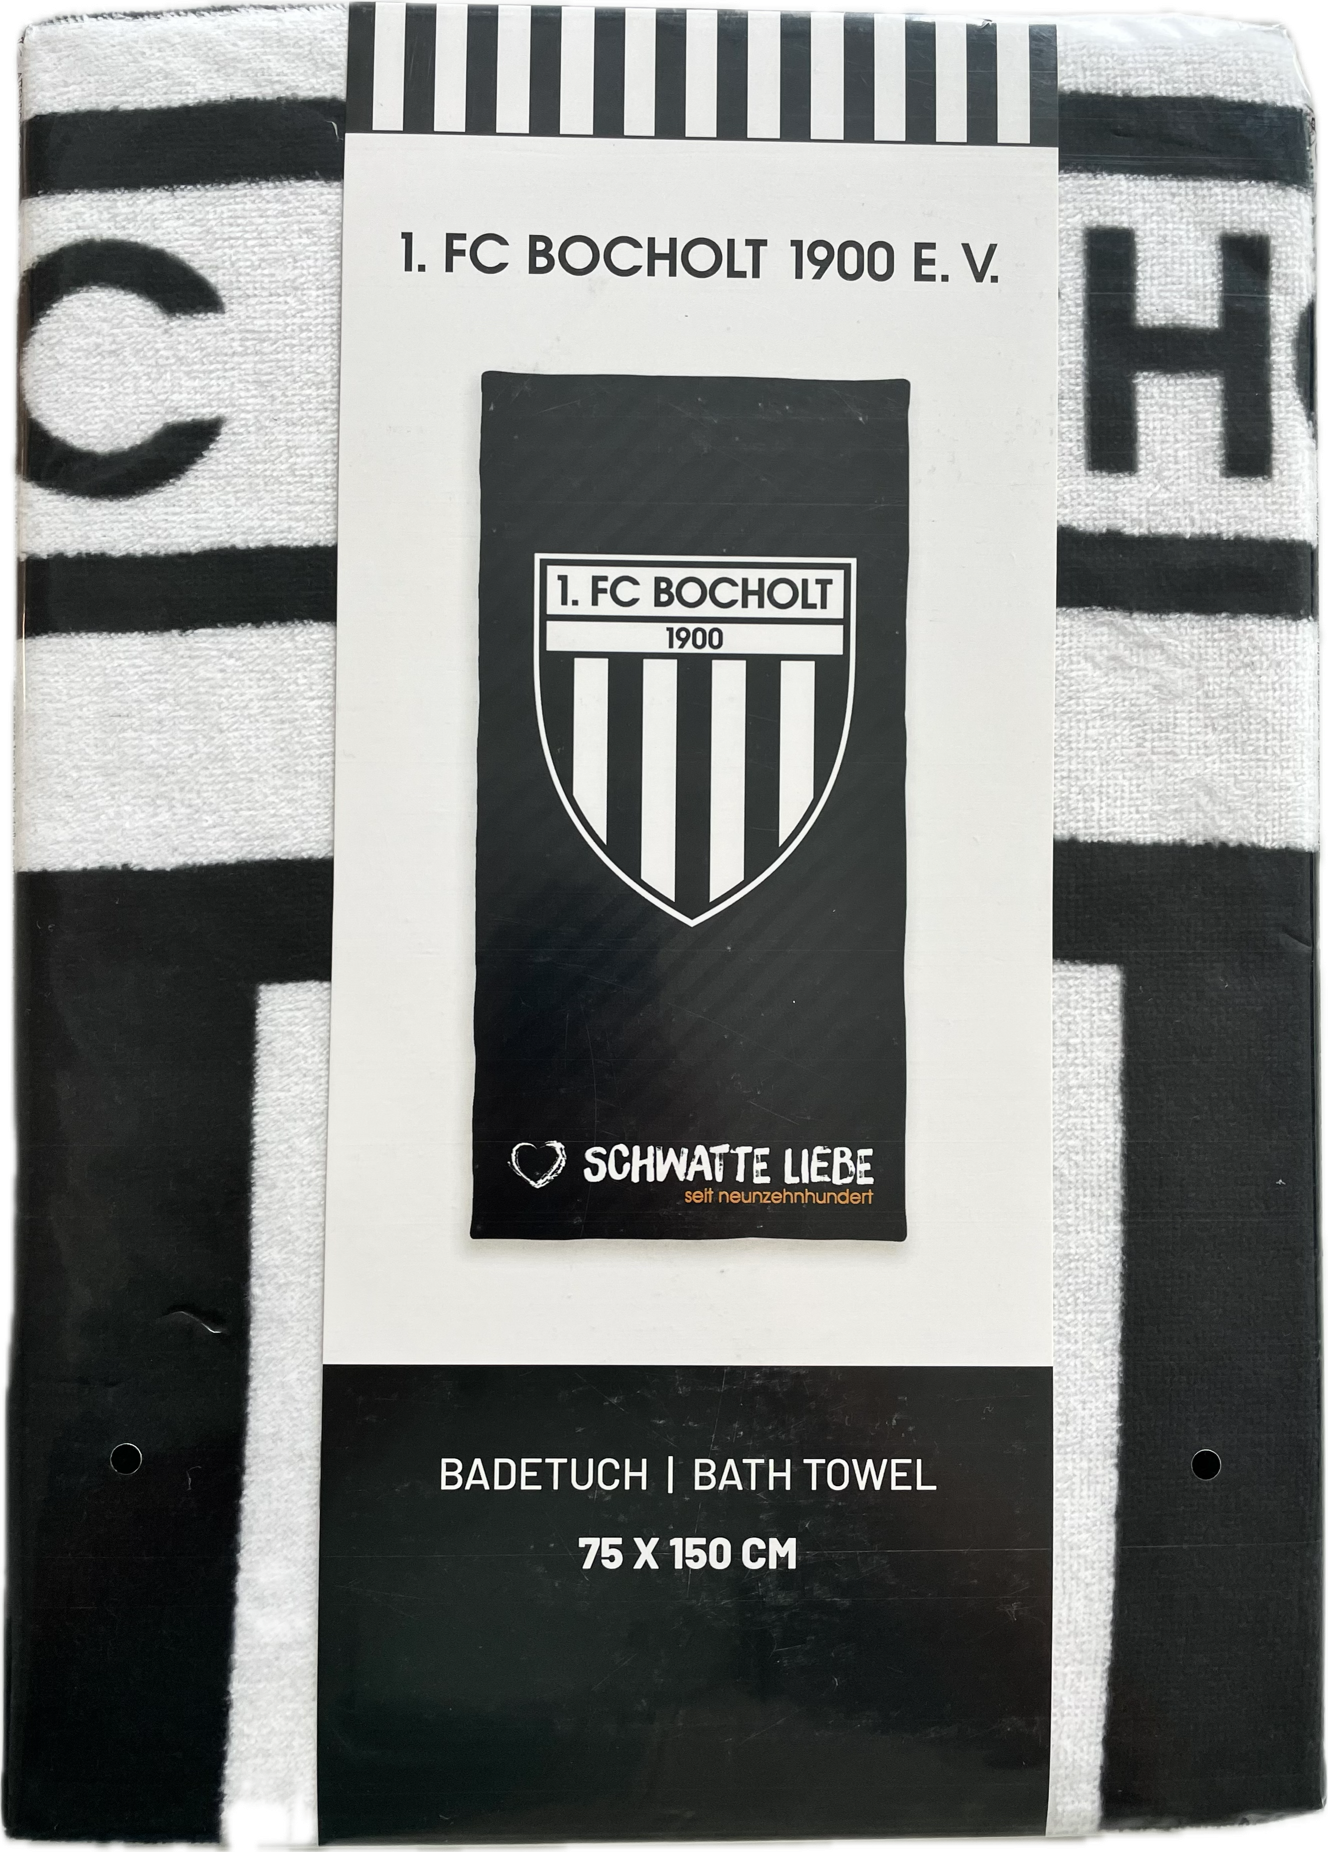 1. FC BOCHOLT 1900 E. V.
C
H
1. FC BOCHOLT
1900
SCHWATTE LIEBE
seit neunzehnhundert
BADETUCH | BATH TOWEL
75 X 150 CM